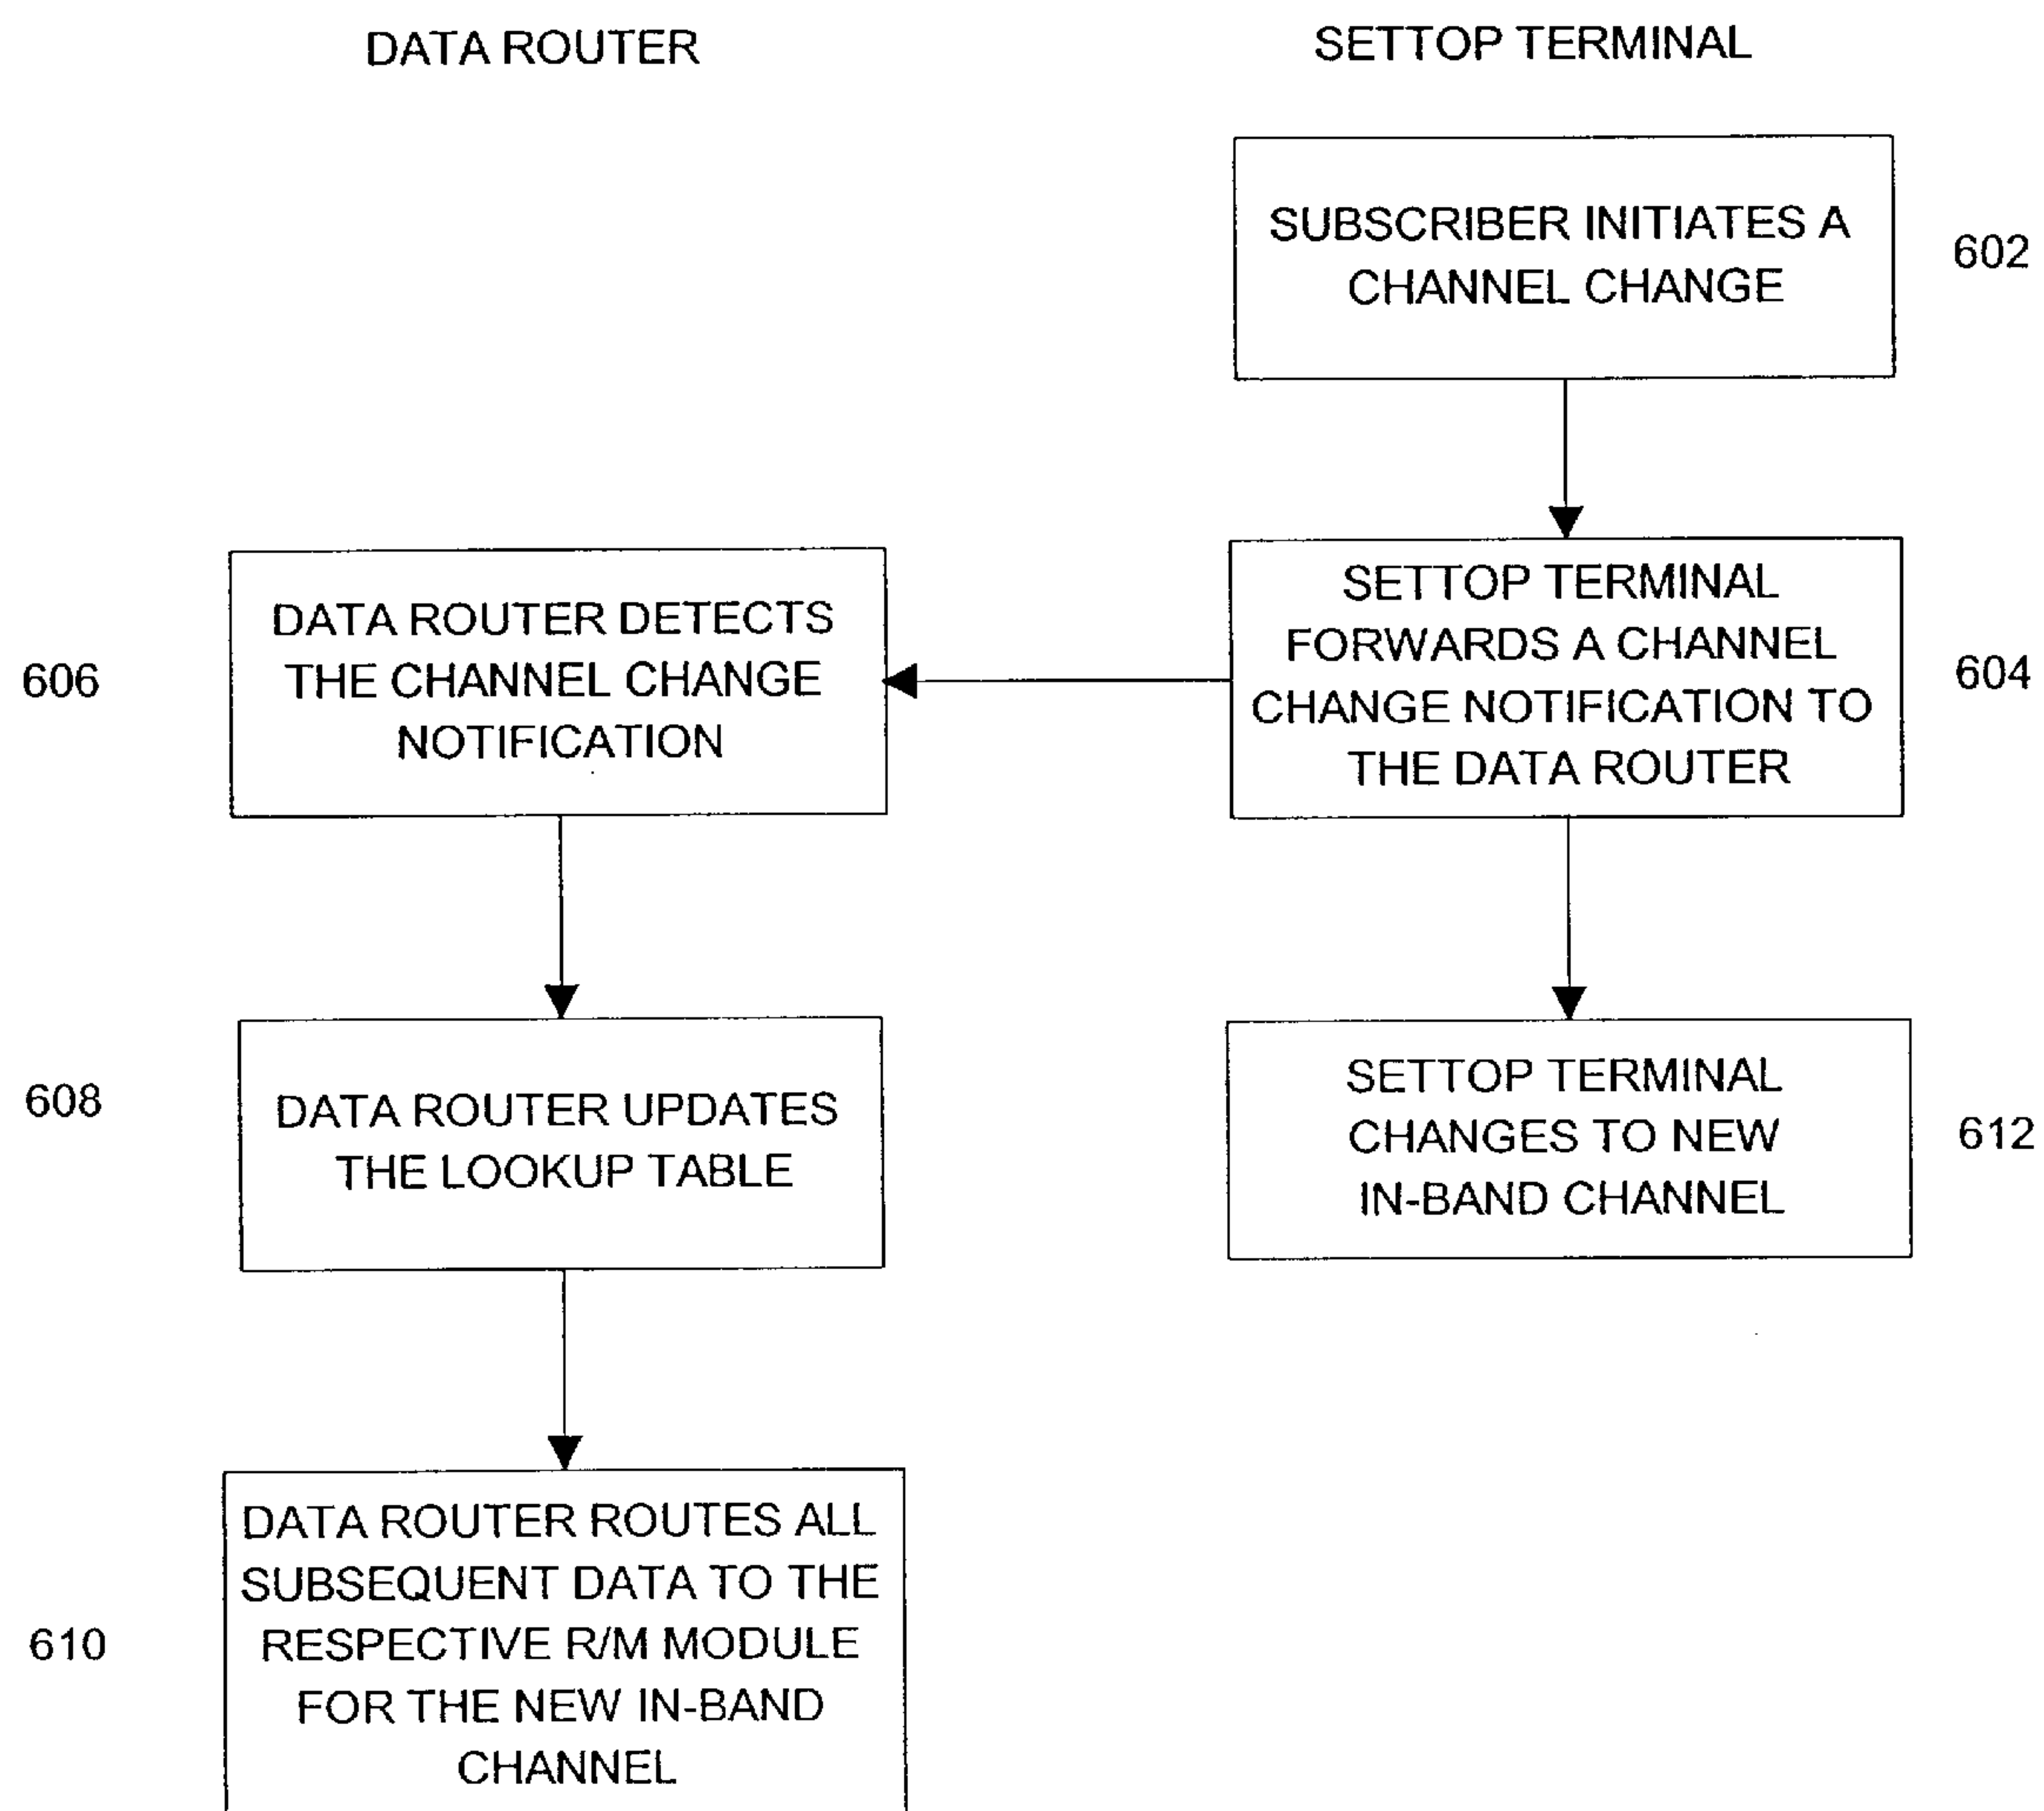 DATA ROUTER
SETTOP TERMINAL
SUBSCRIBER INITIATES A
CHANNEL CHANGE
602
SETTOP TERMINAL
FORWARDS A CHANNEL
CHANGE NOTIFICATION TO
THE DATA ROUTER
604
606
DATA ROUTER DETECTS
THE CHANNEL CHANGE
NOTIFICATION
608
DATA ROUTER UPDATES
THE LOOKUP TABLE
SETTOP TERMINAL
CHANGES TO NEW
IN-BAND CHANNEL
612
610
DATA ROUTER ROUTES ALL
SUBSEQUENT DATA TO THE
RESPECTIVE R/M MODULE
FOR THE NEW IN-BAND
CHANNEL